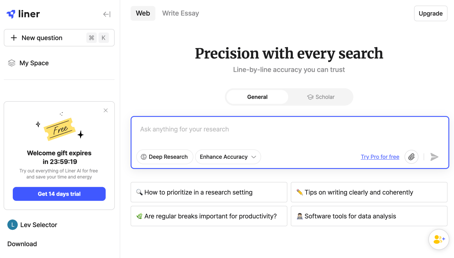 liner
New question
⌘ K
My Space
Free
Welcome gift expires
in 23:59:19
Try out everything of Liner AI for free
and save your time and energy
Get 14 days trial
L
Lev Selector
Download
Web
Write Essay
Upgrade
Precision with every search
Line-by-line accuracy you can trust
General
Scholar
Ask anything for your research
Deep Research
Enhance Accuracy
Try Pro for free
How to prioritize in a research setting
Tips on writing clearly and coherently
Are regular breaks important for productivity?
Software tools for data analysis